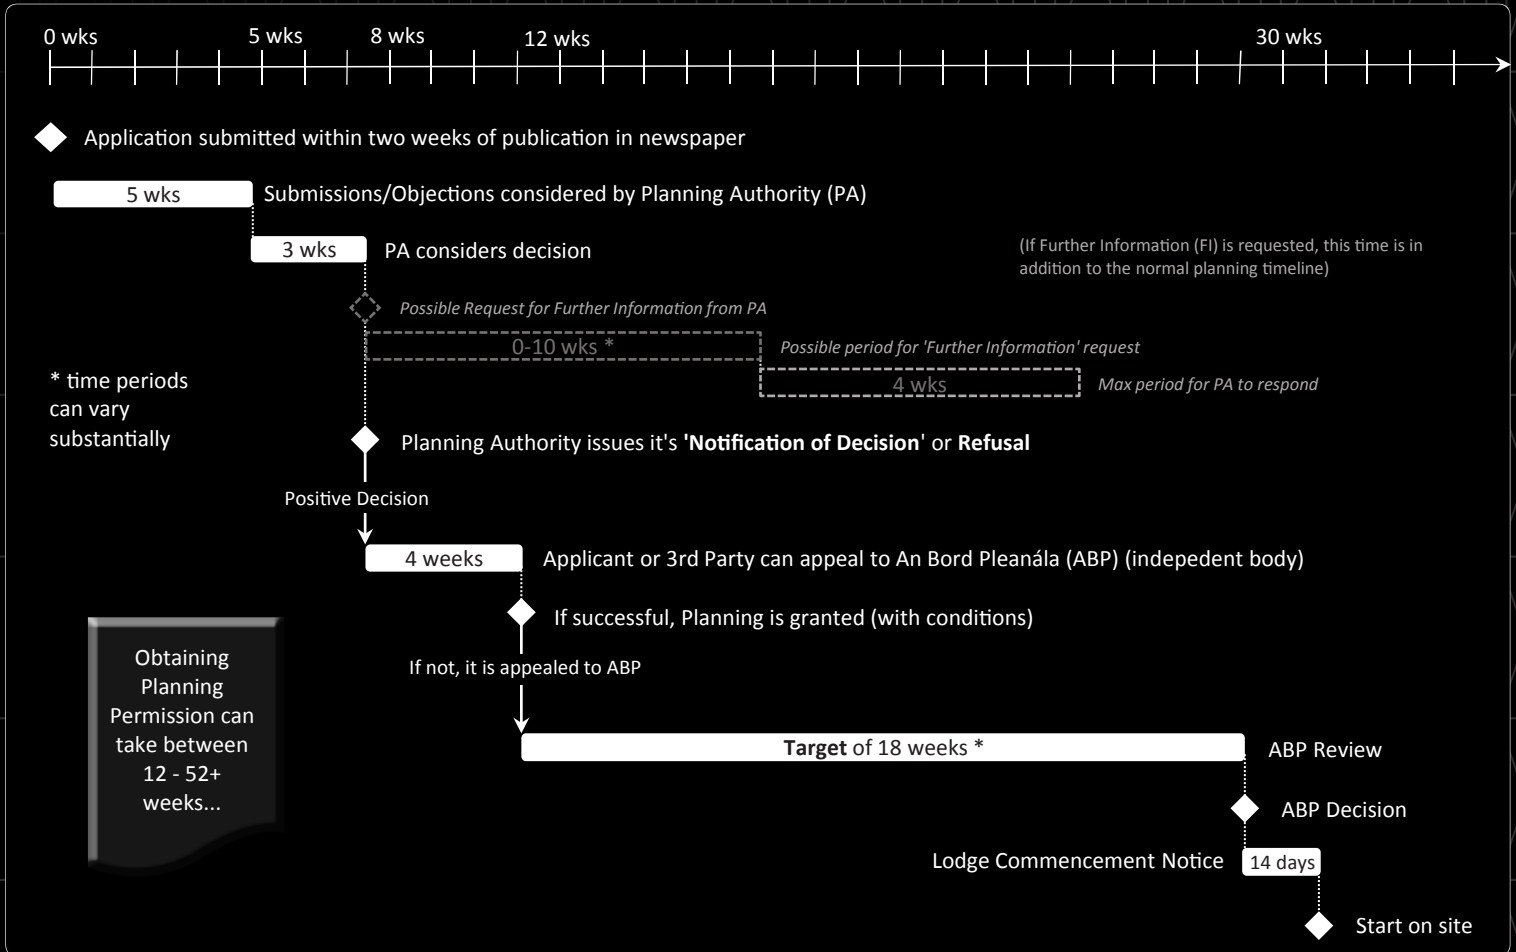 0 wks
5 wks
8 wks
12 wks
30 wks
Application submitted within two weeks of publication in newspaper
5 wks
Submissions/Objections considered by Planning Authority (PA)
3 wks
PA considers decision
(If Further Information (FI) is requested, this time is in
addition to the normal planning timeline)
Possible Request for Further Information from PA
0-10 wks *
Possible period for 'Further Information' request
4 wks
Max period for PA to respond
* time periods
can vary
substantially
Planning Authority issues it's 'Notification of Decision' or Refusal
Positive Decision
4 weeks
Applicant or 3rd Party can appeal to An Bord Pleanála (ABP) (indepedent body)
If successful, Planning is granted (with conditions)
If not, it is appealed to ABP
Obtaining
Planning
Permission can
take between
12 - 52+
weeks...
Target of 18 weeks *
ABP Review
ABP Decision
Lodge Commencement Notice
14 days
Start on site